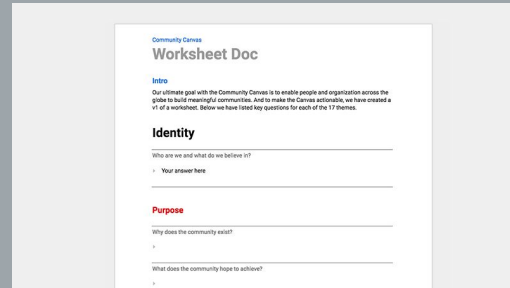 Community Canvas
Worksheet Doc
Intro
Our ultimate goal with the Community Canvas is to enable people and organization across the
globe to build meaningful communities. And to make the Canvas actionable, we have created a
v1 of a worksheet. Below we have listed key questions for each of the 17 themes.
Identity
Who are we and what do we believe in?
Your answer here
Purpose
Why does the community exist?
What does the community hope to achieve?